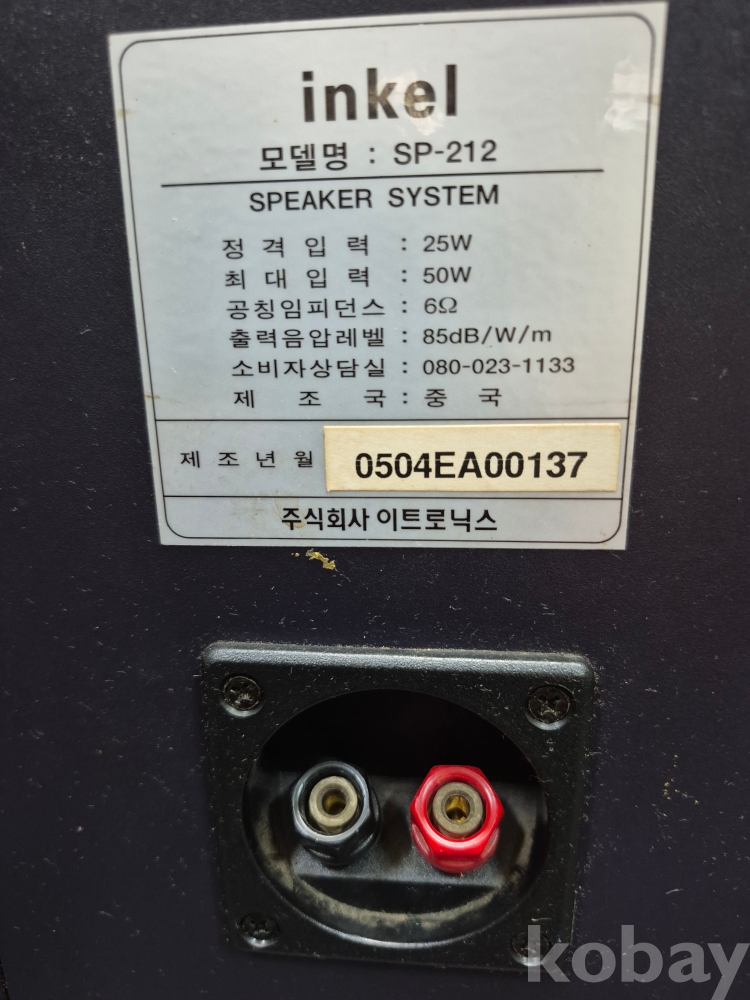 inkel
모델명 : SP-212
SPEAKER SYSTEM
정격입력 : 25W
최대입력 : 50W
공칭임피던스 : 6Ω
출력음압레벨 : 85dB/W/m
소비자상담실 : 080-023-1133
제조국 : 중국
제조년월 0504EA00137
주식회사 이트로닉스
kobay